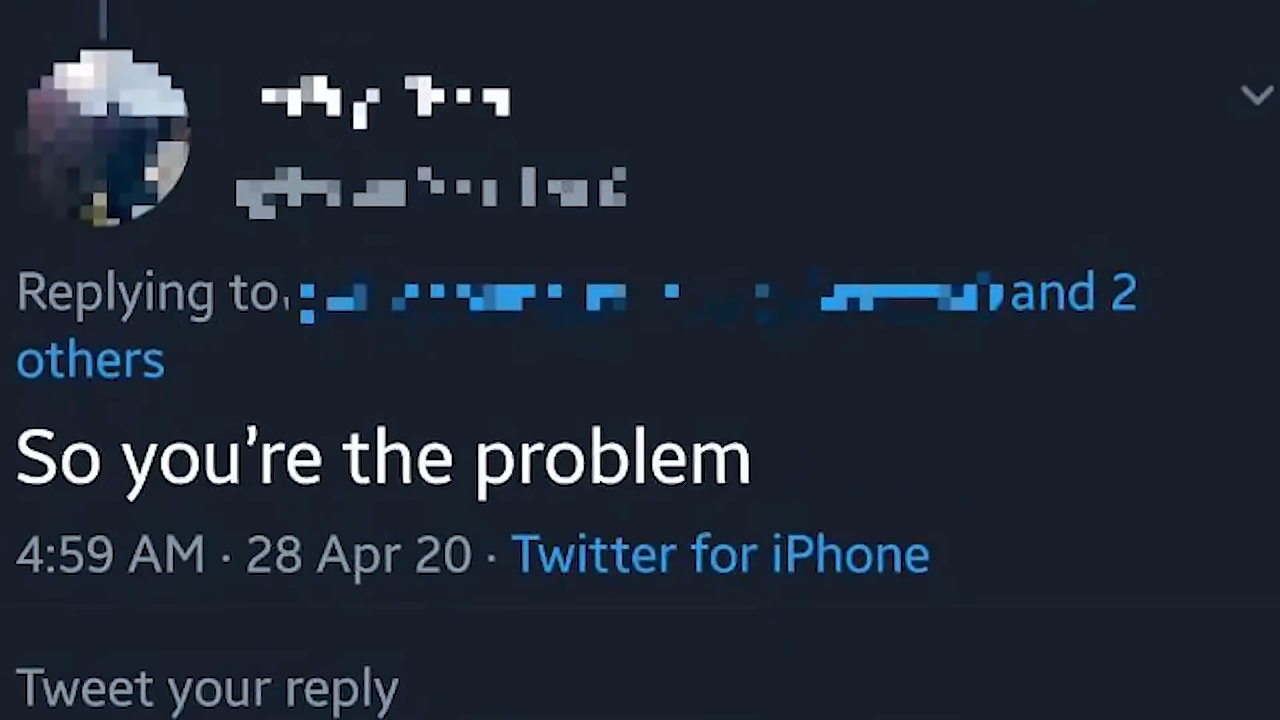 Replying to
and 2
others
So you’re the problem
4:59 AM · 28 Apr 20 · Twitter for iPhone
Tweet your reply